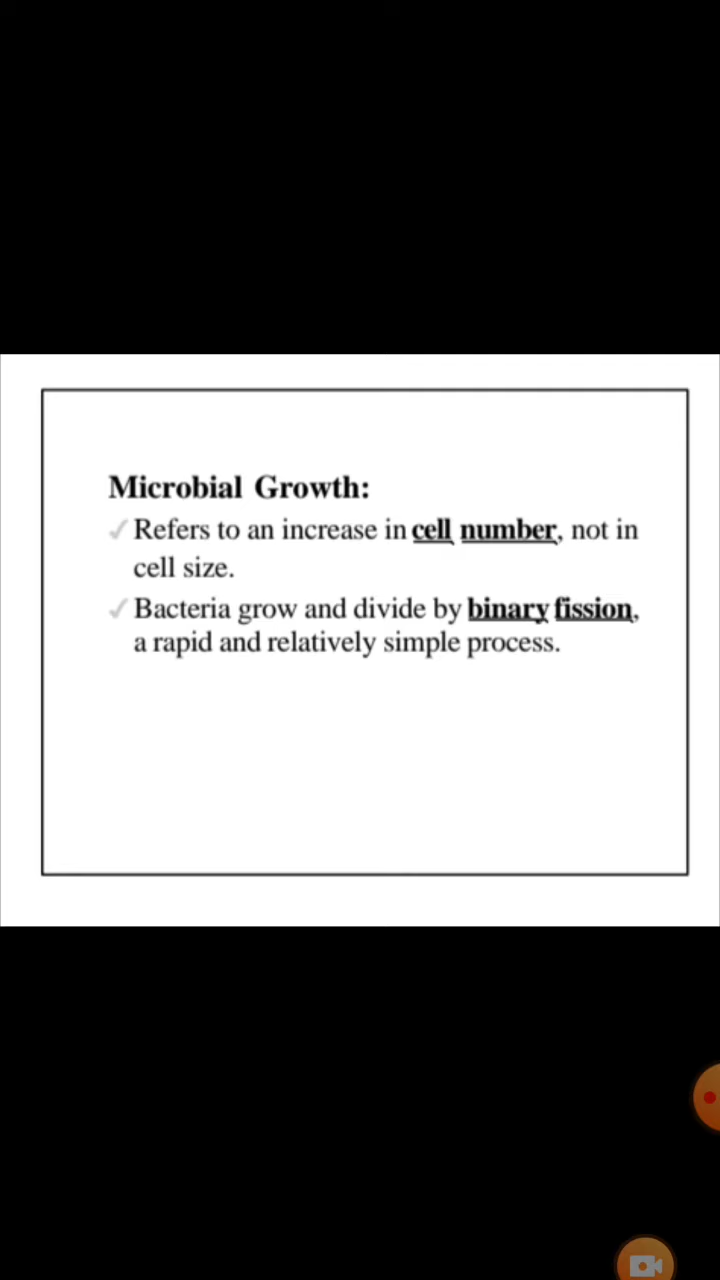 Microbial Growth:
✓Refers to an increase in cell number, not in
cell size.
✓Bacteria grow and divide by binary fission,
a rapid and relatively simple process.